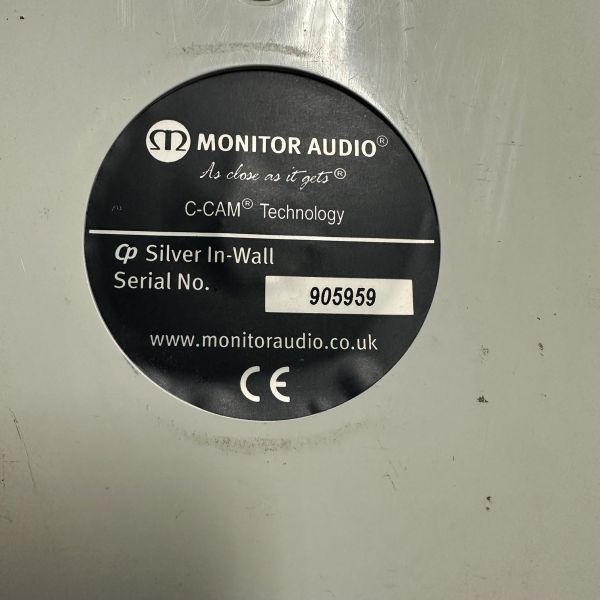 MONITOR AUDIO®
As close as it gets®
C-CAM® Technology
CP Silver In-Wall
Serial No. 905959
www.monitoraudio.co.uk
CE